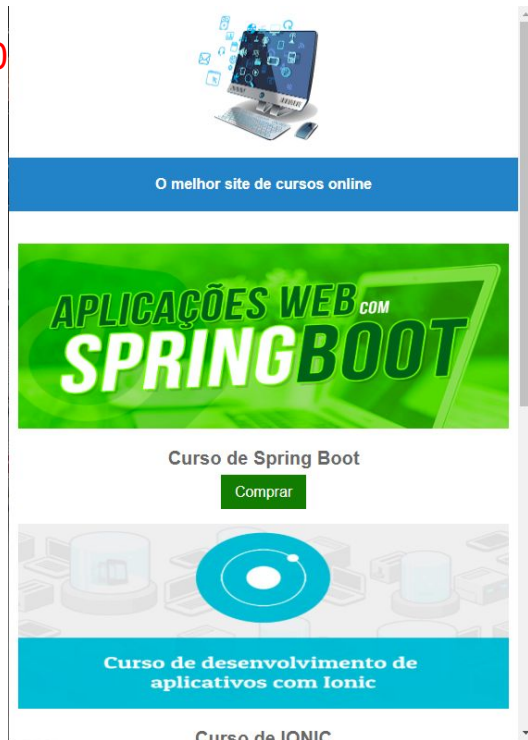 O melhor site de cursos online
APLICAÇÕES WEB COM
SPRINGBOOT
Curso de Spring Boot
Comprar
Curso de desenvolvimento de
aplicativos com Ionic
Curso de IONIC